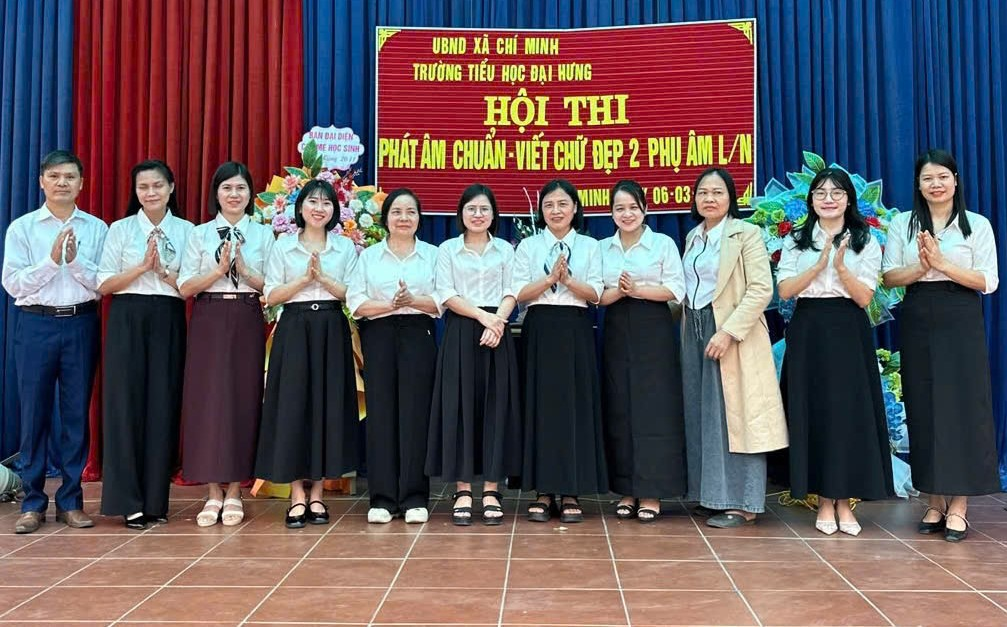 UBND XÃ CHÍ MINH
TRƯỜNG TIỂU HỌC ĐẠI HƯNG
HỘI THI
PHÁT ÂM CHUẨN - VIẾT CHỮ ĐẸP 2 PHỤ ÂM L/N
MINH 06-03
BAN ĐẠI DIỆN
MẸ HỌC SINH